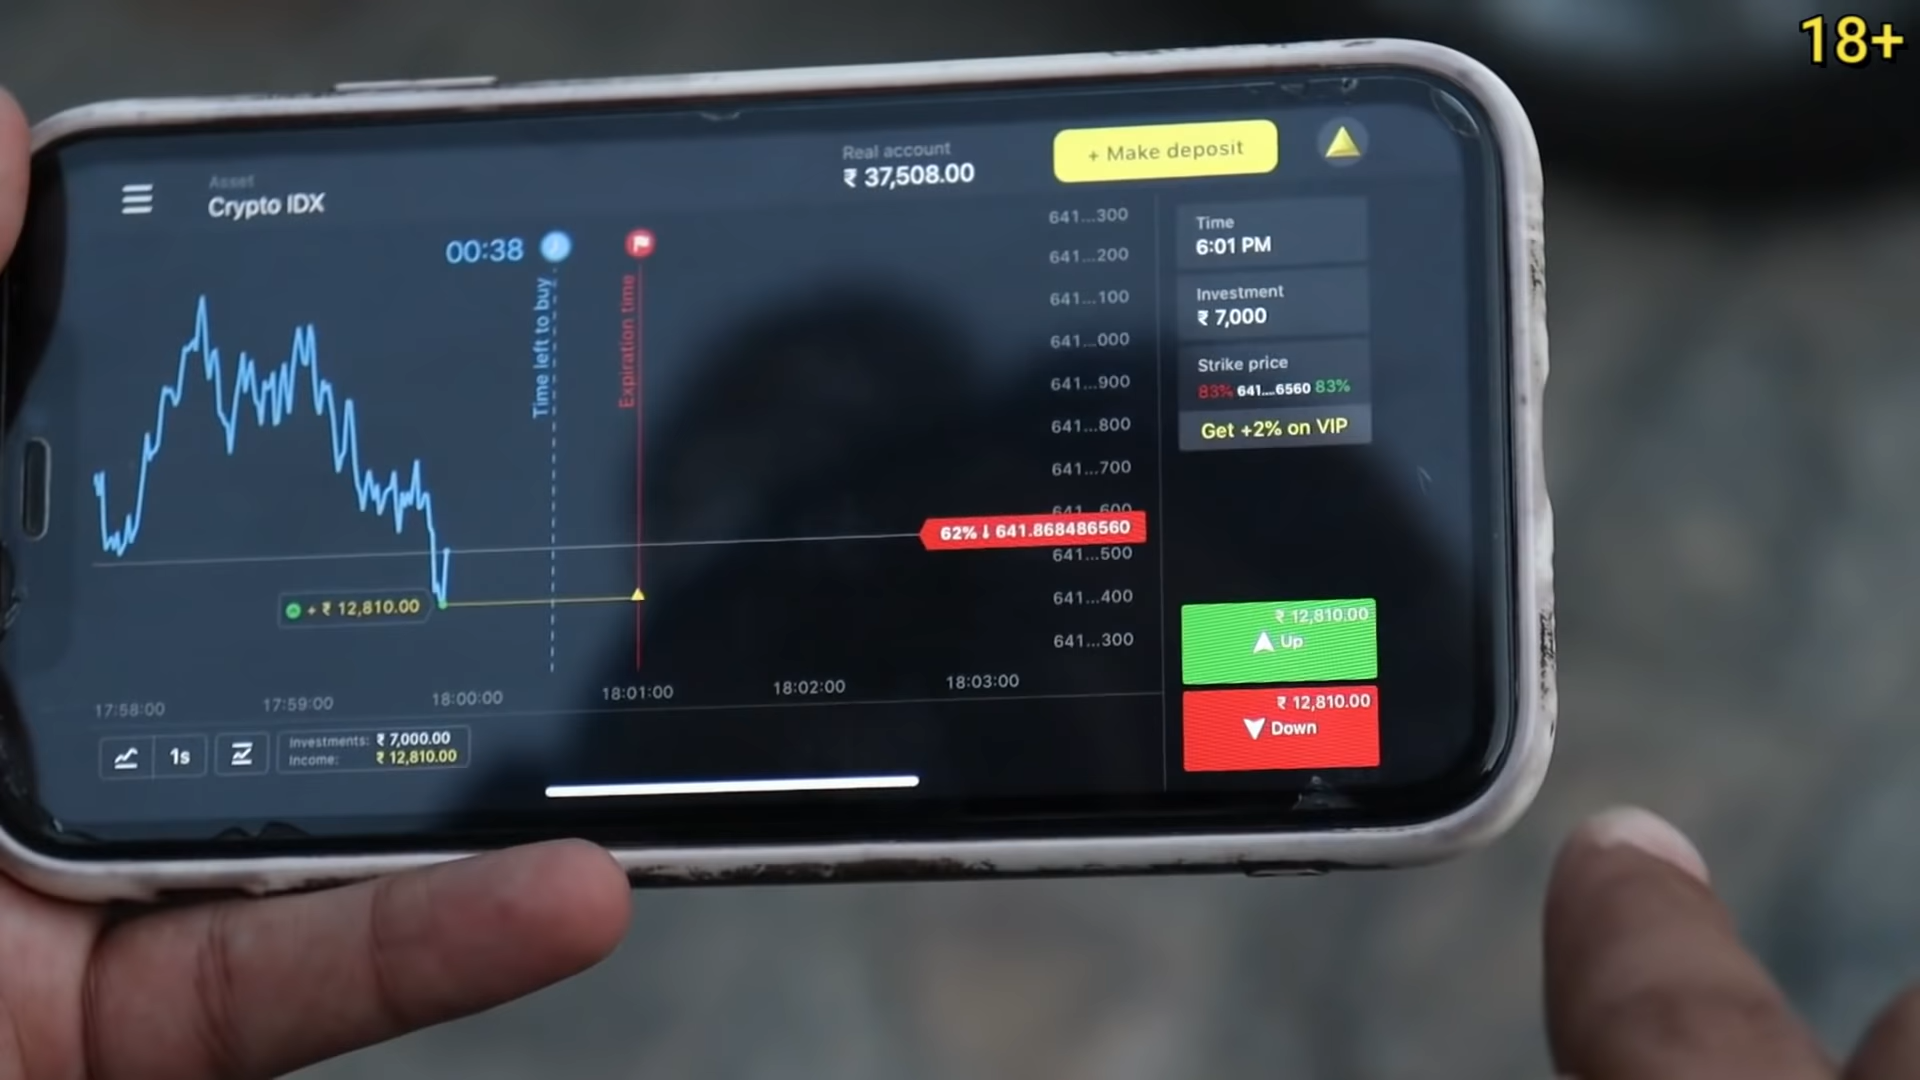 18+
Real account
₹ 37,508.00
+ Make deposit
Asset
Crypto IDX
00:38
Time left to buy
Expiration time
641...300
641...200
641...100
641...000
641...900
641...800
641...700
641...600
62% ↓ 641.868486560
641...500
641...400
641...300
+ ₹ 12,810.00
17:58:00
17:59:00
18:00:00
18:01:00
18:02:00
18:03:00
1s
Investments: ₹ 7,000.00
Income: ₹ 12,810.00
Time
6:01 PM
Investment
₹ 7,000
Strike price
83% 641....6560 83%
Get +2% on VIP
₹ 12,810.00
Up
₹ 12,810.00
Down